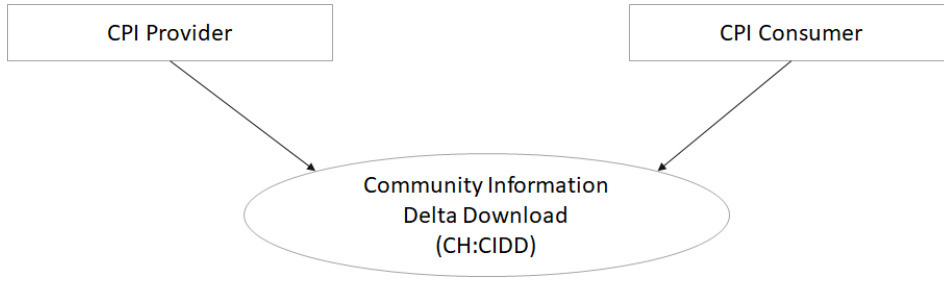 CPI Provider
CPI Consumer
Community Information
Delta Download
(CH:CIDD)